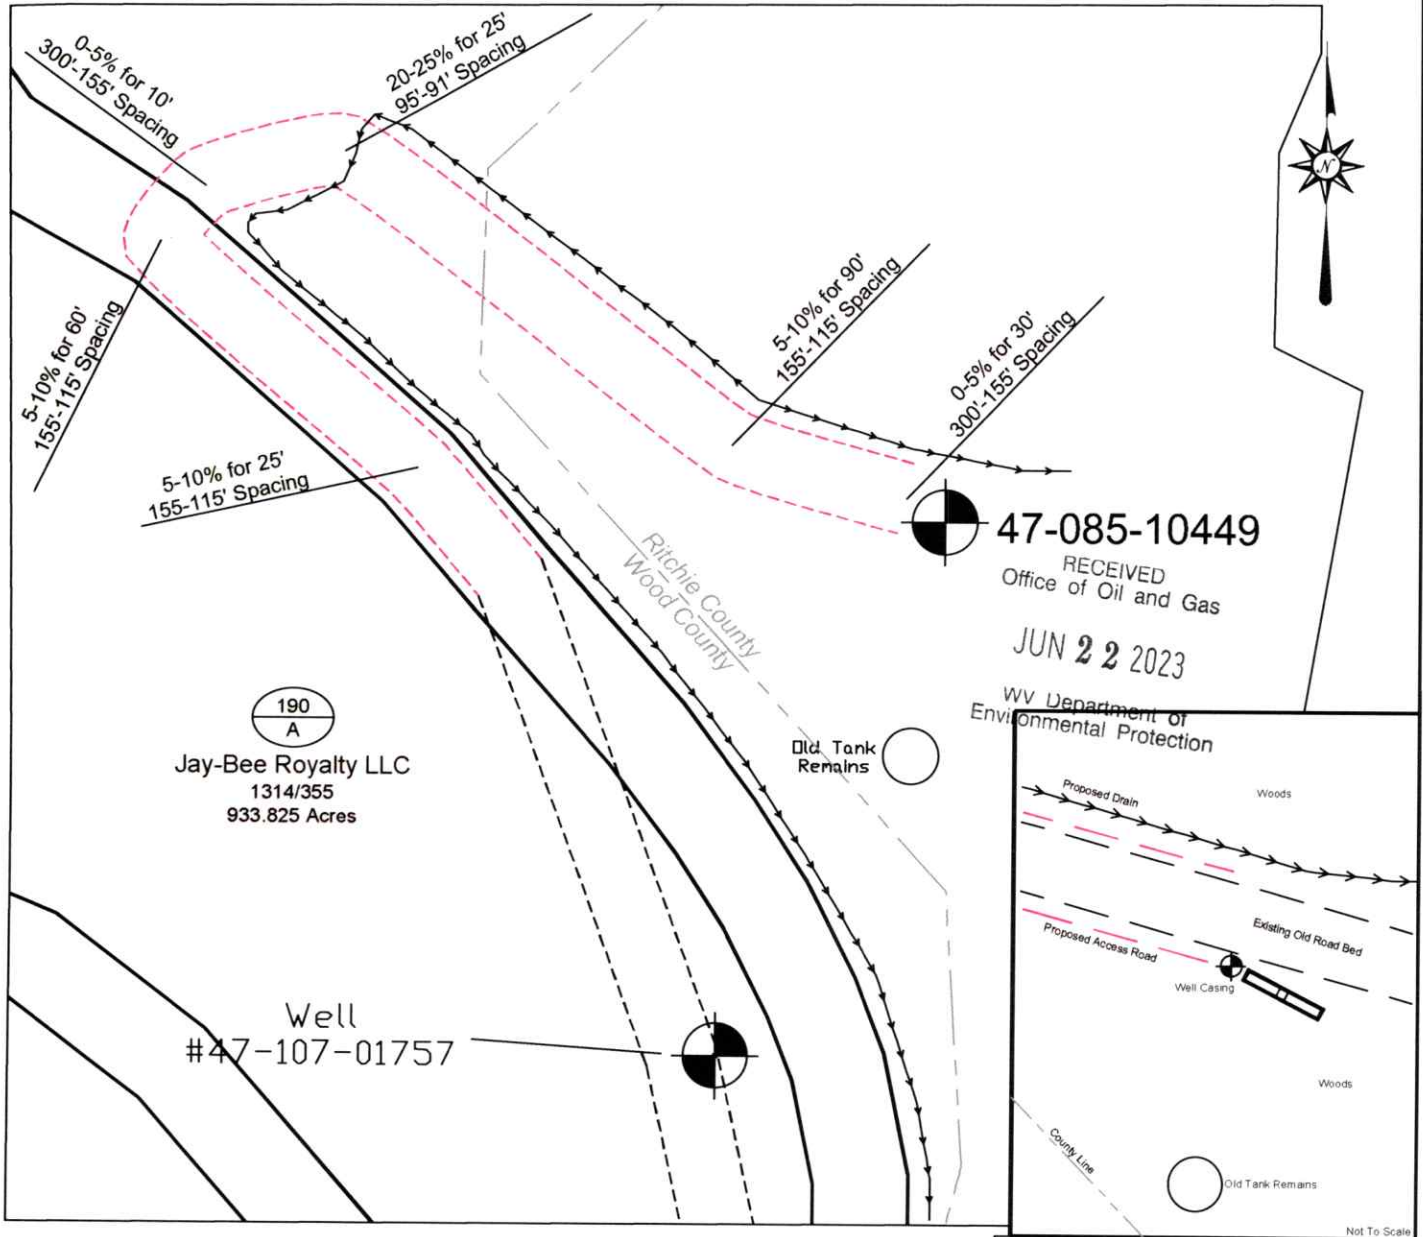 0-5% for 10'
300'-155' Spacing
20-25% for 25'
95'-91' Spacing
N
5-10% for 90'
155'-115' Spacing
0-5% for 30'
300'-155' Spacing
5-10% for 60'
155'-115' Spacing
5-10% for 25'
155-115' Spacing
47-085-10449
RECEIVED
Office of Oil and Gas
JUN 22 2023
WV Department of
Environmental Protection
Ritchie County
Wood County
190
A
Jay-Bee Royalty LLC
1314/355
933.825 Acres
Old Tank
Remains
Well
#47-107-01757
Proposed Drain
Woods
Existing Old Road Bed
Proposed Access Road
Well Casing
Woods
County Line
Old Tank Remains
Not To Scale